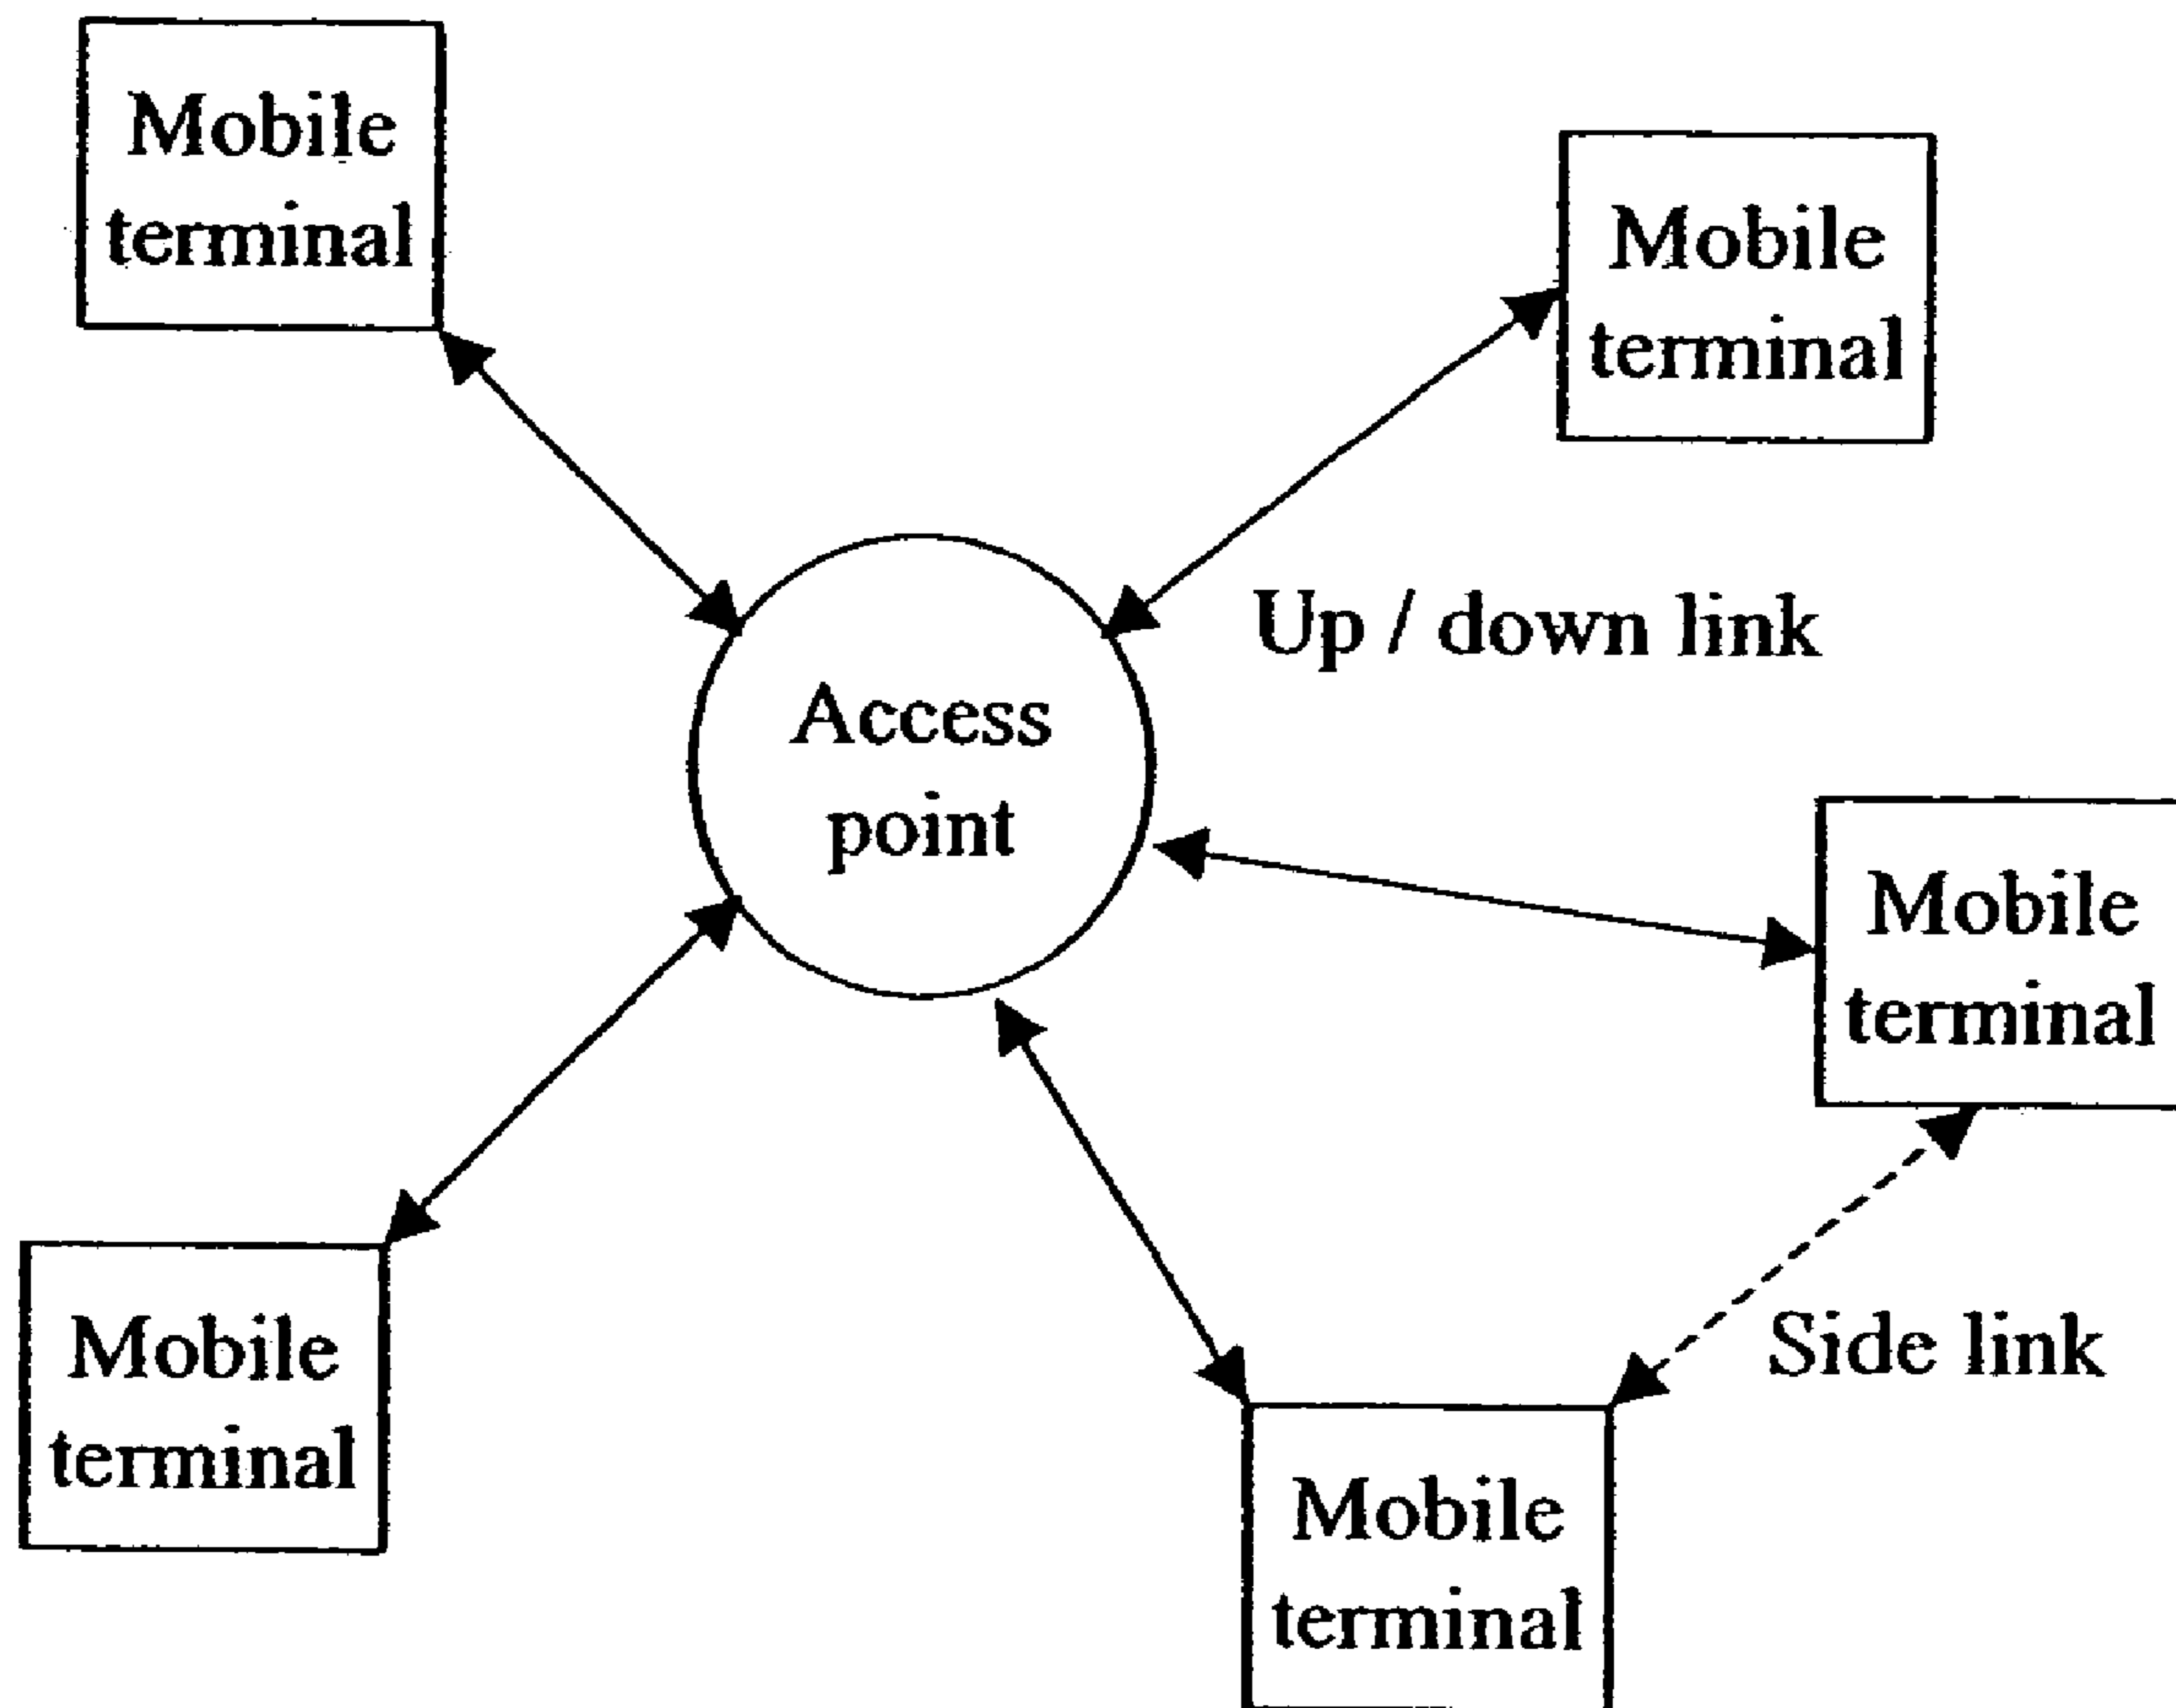 Mobile
terminal
Mobile
terminal
Up / down link
Access
point
Mobile
terminal
Side link
Mobile
terminal
Mobile
terminal